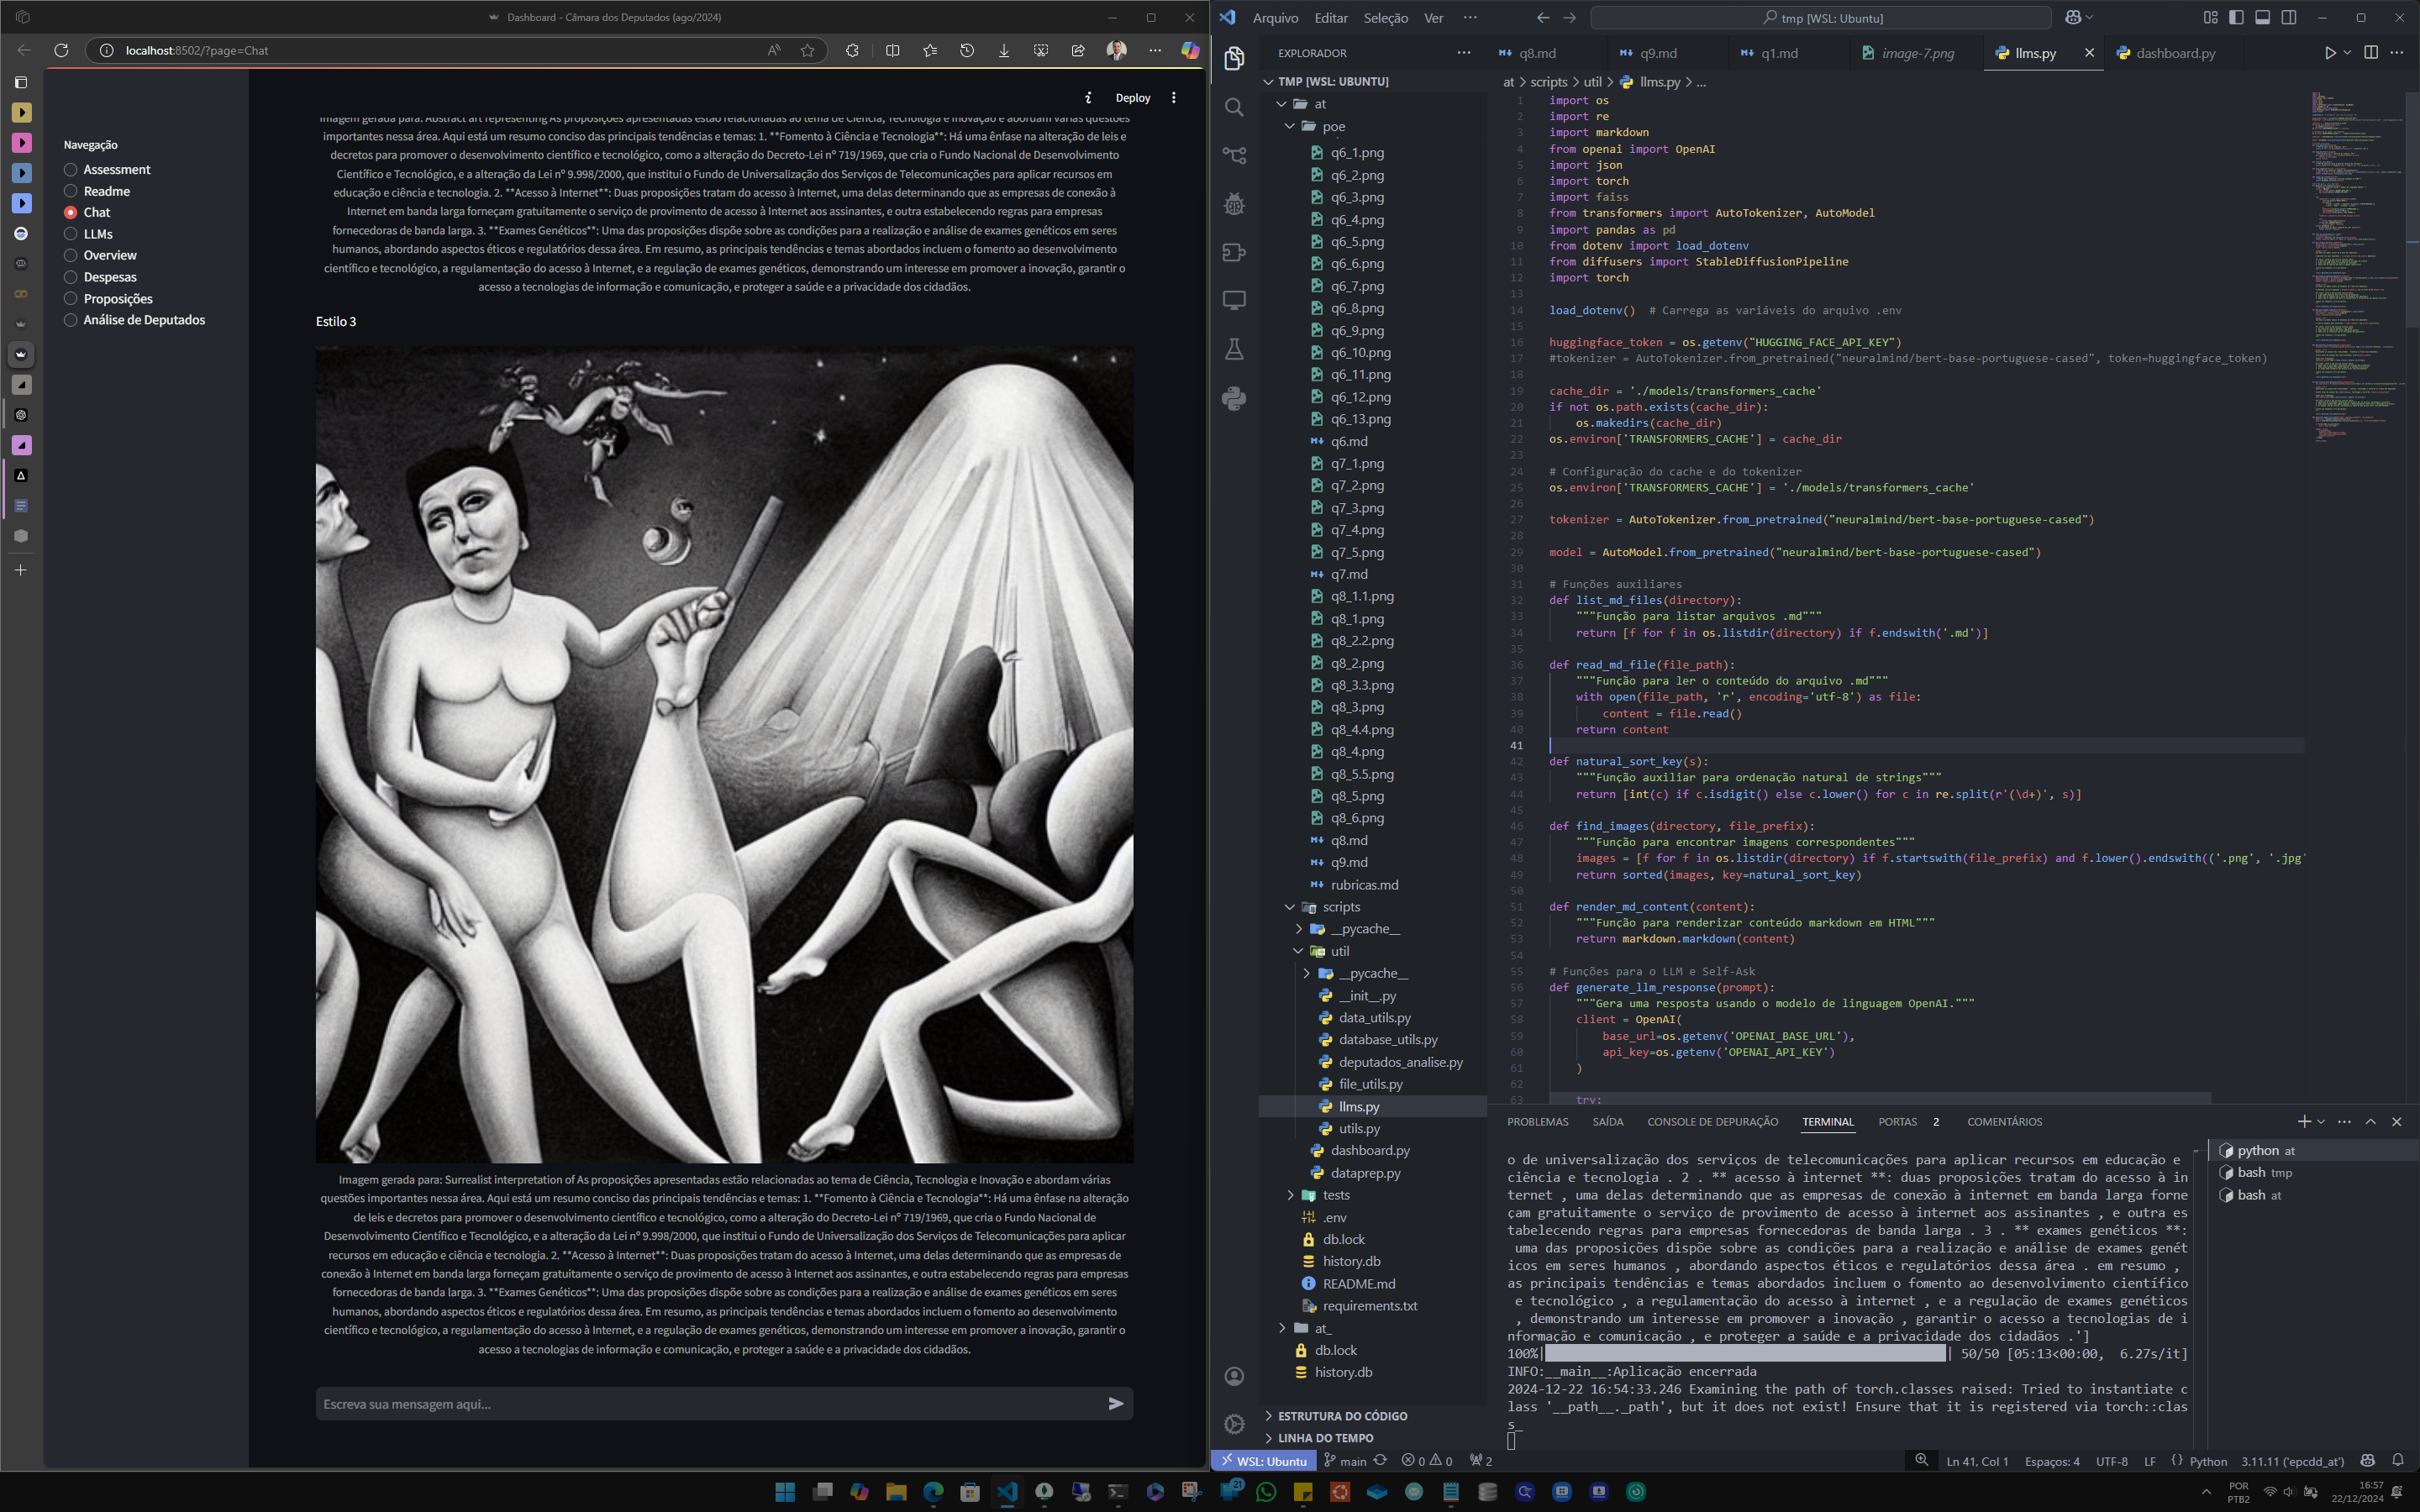 Dashboard - Câmara dos Deputados (ago/2024)
localhost:8502/?page=Chat
Deploy
Navegação
Assessment
Readme
Chat
LLMs
Overview
Despesas
Proposições
Análise de Deputados
Imagem gerada para: Abstract art representing As proposições apresentadas estão relacionadas ao tema de Ciência, Tecnologia e Inovação e abordam várias questões
importantes nessa área. Aqui está um resumo conciso das principais tendências e temas: 1. **Fomento à Ciência e Tecnologia**: Há uma ênfase na alteração de leis e
decretos para promover o desenvolvimento científico e tecnológico, como a alteração do Decreto-Lei nº 719/1969, que cria o Fundo Nacional de Desenvolvimento
Científico e Tecnológico, e a alteração da Lei nº 9.998/2000, que institui o Fundo de Universalização dos Serviços de Telecomunicações para aplicar recursos em
educação e ciência e tecnologia. 2. **Acesso à Internet**: Duas proposições tratam do acesso à Internet, uma delas determinando que as empresas de conexão à
Internet em banda larga forneçam gratuitamente o serviço de provimento de acesso à Internet aos assinantes, e outra estabelecendo regras para empresas
fornecedoras de banda larga. 3. **Exames Genéticos**: Uma das proposições dispõe sobre as condições para a realização e análise de exames genéticos em seres
humanos, abordando aspectos éticos e regulatórios dessa área. Em resumo, as principais tendências e temas abordados incluem o fomento ao desenvolvimento
científico e tecnológico, a regulamentação do acesso à Internet, e a regulação de exames genéticos, demonstrando um interesse em promover a inovação, garantir o
acesso a tecnologias de informação e comunicação, e proteger a saúde e a privacidade dos cidadãos.
Estilo 3
Imagem gerada para: Surrealist interpretation of As proposições apresentadas estão relacionadas ao tema de Ciência, Tecnologia e Inovação e abordam várias
questões importantes nessa área. Aqui está um resumo conciso das principais tendências e temas: 1. **Fomento à Ciência e Tecnologia**: Há uma ênfase na alteração
de leis e decretos para promover o desenvolvimento científico e tecnológico, como a alteração do Decreto-Lei nº 719/1969, que cria o Fundo Nacional de
Desenvolvimento Científico e Tecnológico, e a alteração da Lei nº 9.998/2000, que institui o Fundo de Universalização dos Serviços de Telecomunicações para aplicar
recursos em educação e ciência e tecnologia. 2. **Acesso à Internet**: Duas proposições tratam do acesso à Internet, uma delas determinando que as empresas de
conexão à Internet em banda larga forneçam gratuitamente o serviço de provimento de acesso à Internet aos assinantes, e outra estabelecendo regras para empresas
fornecedoras de banda larga. 3. **Exames Genéticos**: Uma das proposições dispõe sobre as condições para a realização e análise de exames genéticos em seres
humanos, abordando aspectos éticos e regulatórios dessa área. Em resumo, as principais tendências e temas abordados incluem o fomento ao desenvolvimento
científico e tecnológico, a regulamentação do acesso à Internet, e a regulação de exames genéticos, demonstrando um interesse em promover a inovação, garantir o
acesso a tecnologias de informação e comunicação, e proteger a saúde e a privacidade dos cidadãos.
Escreva sua mensagem aqui...
Arquivo Editar Seleção Ver
tmp [WSL: Ubuntu]
EXPLORADOR
TMP [WSL: UBUNTU]
at
poe
q6_1.png
q6_2.png
q6_3.png
q6_4.png
q6_5.png
q6_6.png
q6_7.png
q6_8.png
q6_9.png
q6_10.png
q6_11.png
q6_12.png
q6_13.png
q6.md
q7_1.png
q7_2.png
q7_3.png
q7_4.png
q7_5.png
q7.md
q8_1.1.png
q8_1.png
q8_2.2.png
q8_2.png
q8_3.3.png
q8_3.png
q8_4.4.png
q8_4.png
q8_5.5.png
q8_5.png
q8_6.png
q8.md
q9.md
rubricas.md
scripts
__pycache__
util
__pycache__
__init__.py
data_utils.py
database_utils.py
deputados_analise.py
file_utils.py
llms.py
utils.py
dashboard.py
dataprep.py
tests
.env
db.lock
history.db
README.md
requirements.txt
at_
db.lock
history.db
ESTRUTURA DO CÓDIGO
LINHA DO TEMPO
q8.md q9.md q1.md image-7.png llms.py dashboard.py
at > scripts > util > llms.py > ...
1 import os
2 import re
3 import markdown
4 from openai import OpenAI
5 import json
6 import torch
7 import faiss
8 from transformers import AutoTokenizer, AutoModel
9 import pandas as pd
10 from dotenv import load_dotenv
11 from diffusers import StableDiffusionPipeline
12 import torch
13
14 load_dotenv()  # Carrega as variáveis do arquivo .env
15
16 huggingface_token = os.getenv("HUGGING_FACE_API_KEY")
17 #tokenizer = AutoTokenizer.from_pretrained("neuralmind/bert-base-portuguese-cased", token=huggingface_token)
18
19 cache_dir = './models/transformers_cache'
20 if not os.path.exists(cache_dir):
21 os.makedirs(cache_dir)
22 os.environ['TRANSFORMERS_CACHE'] = cache_dir
23
24 # Configuração do cache e do tokenizer
25 os.environ['TRANSFORMERS_CACHE'] = './models/transformers_cache'
26
27 tokenizer = AutoTokenizer.from_pretrained("neuralmind/bert-base-portuguese-cased")
28
29 model = AutoModel.from_pretrained("neuralmind/bert-base-portuguese-cased")
30
31 # Funções auxiliares
32 def list_md_files(directory):
33 """Função para listar arquivos .md"""
34 return [f for f in os.listdir(directory) if f.endswith('.md')]
35
36 def read_md_file(file_path):
37 """Função para ler o conteúdo do arquivo .md"""
38 with open(file_path, 'r', encoding='utf-8') as file:
39 content = file.read()
40 return content
41
42 def natural_sort_key(s):
43 """Função auxiliar para ordenação natural de strings"""
44 return [int(c) if c.isdigit() else c.lower() for c in re.split(r'(\d+)', s)]
45
46 def find_images(directory, file_prefix):
47 """Função para encontrar imagens correspondentes"""
48 images = [f for f in os.listdir(directory) if f.startswith(file_prefix) and f.lower().endswith(('.png', '.jpg'
49 return sorted(images, key=natural_sort_key)
50
51 def render_md_content(content):
52 """Função para renderizar conteúdo markdown em HTML"""
53 return markdown.markdown(content)
54
55 # Funções para o LLM e Self-Ask
56 def generate_llm_response(prompt):
57 """Gera uma resposta usando o modelo de linguagem OpenAI."""
58 client = OpenAI(
59 base_url=os.getenv('OPENAI_BASE_URL'),
60 api_key=os.getenv('OPENAI_API_KEY')
61 )
62
63 try:
PROBLEMAS SAÍDA CONSOLE DE DEPURAÇÃO TERMINAL PORTAS 2 COMENTÁRIOS
o de universalização dos serviços de telecomunicações para aplicar recursos em educação e
ciência e tecnologia . 2 . ** acesso à internet **: duas proposições tratam do acesso à in
ternet , uma delas determinando que as empresas de conexão à internet em banda larga forne
çam gratuitamente o serviço de provimento de acesso à internet aos assinantes , e outra es
tabelecendo regras para empresas fornecedoras de banda larga . 3 . ** exames genéticos **:
uma das proposições dispõe sobre as condições para a realização e análise de exames genét
icos em seres humanos , abordando aspectos éticos e regulatórios dessa área . em resumo ,
as principais tendências e temas abordados incluem o fomento ao desenvolvimento científico
e tecnológico , a regulamentação do acesso à internet , e a regulação de exames genéticos
, demonstrando um interesse em promover a inovação , garantir o acesso a tecnologias de i
nformação e comunicação , e proteger a saúde e a privacidade dos cidadãos .']
100%| | 50/50 [05:13<00:00,  6.27s/it]
INFO:__main__:Aplicação encerrada
2024-12-22 16:54:33.246 Examining the path of torch.classes raised: Tried to instantiate c
lass '__path__._path', but it does not exist! Ensure that it is registered via torch::clas
s_
python at
bash tmp
bash at
WSL: Ubuntu main 0 0 2 Ln 41, Col 1 Espaços: 4 UTF-8 LF Python 3.11.11 ('epcdd_at')
21
POR
PTB2
16:57
22/12/2024